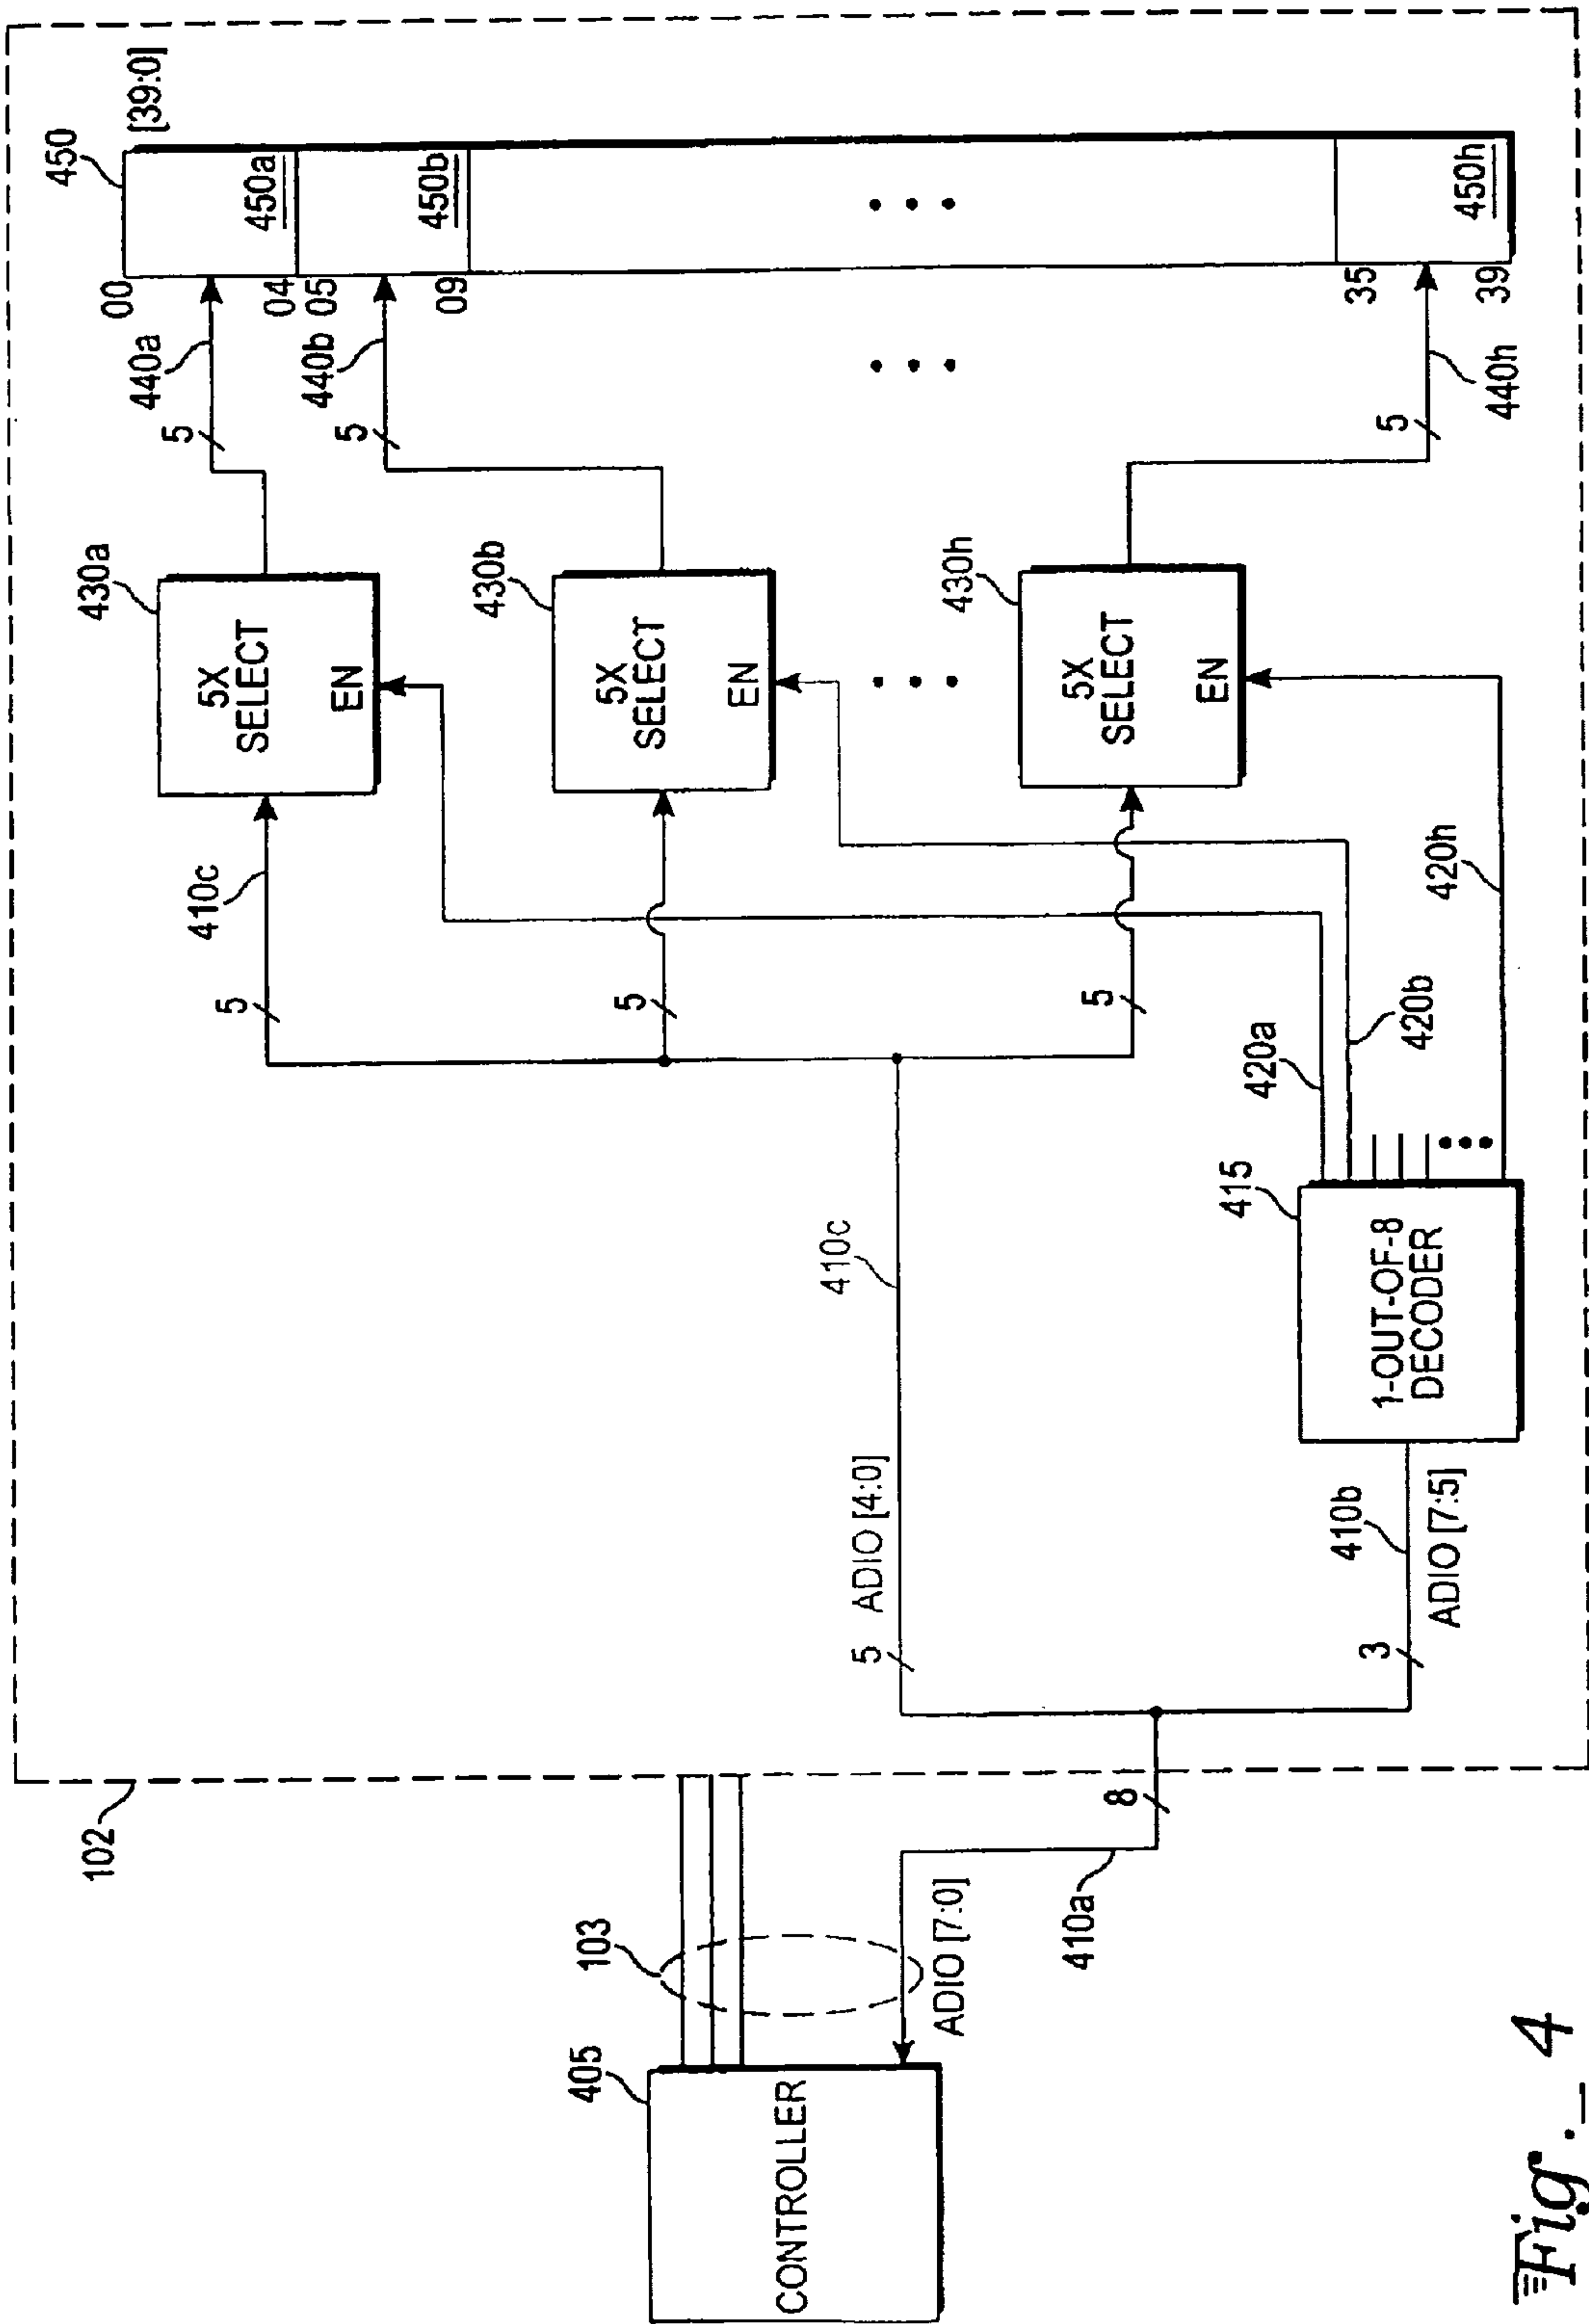 102
450
[39:0]
00
450a
04
05
450b
09
35
450h
39
440a
5
440b
5
5
440h
430a
5X
SELECT
EN
430b
5X
SELECT
EN
430h
5X
SELECT
EN
410c
5
5
5
420a
420b
420h
410c
ADIO [4:0]
5
415
1-OUT-OF-8
DECODER
410b
ADIO [7:5]
3
8
410a
103
ADIO [7:0]
405
CONTROLLER
Fig. 4